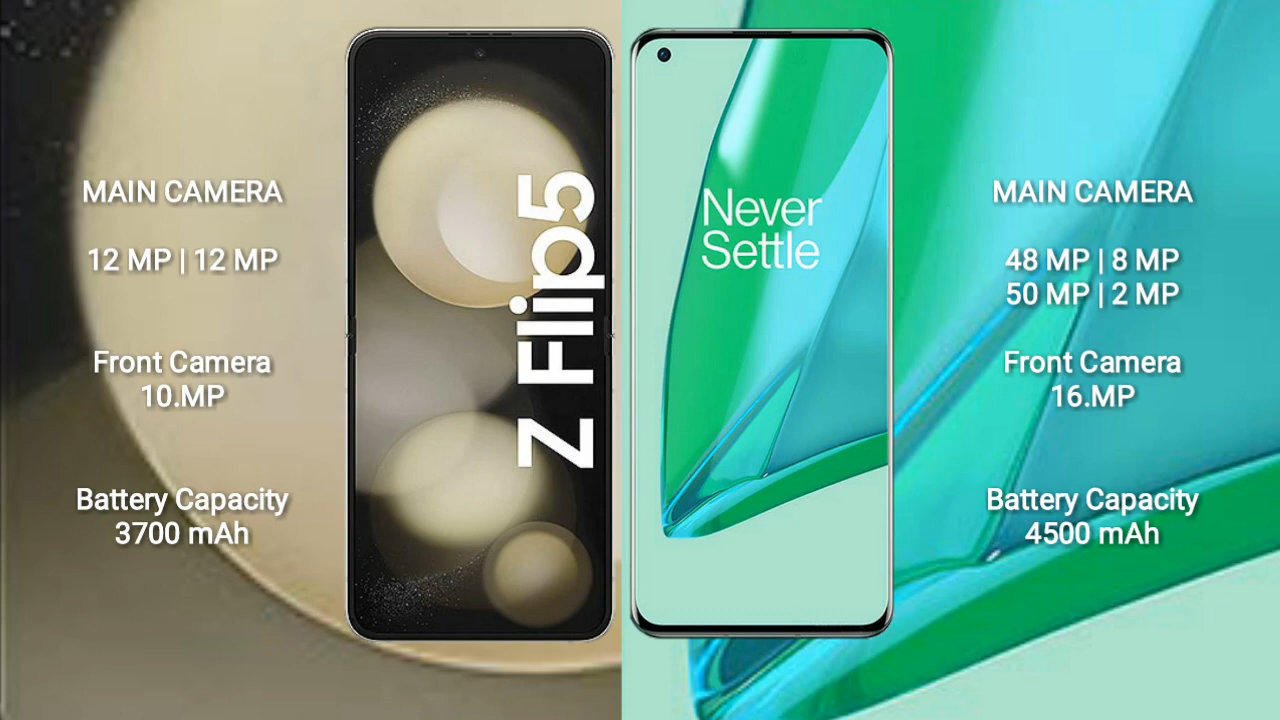 MAIN CAMERA
12 MP | 12 MP
Front Camera
10.MP
Battery Capacity
3700 mAh
Z Flip5
Never
Settle
MAIN CAMERA
48 MP | 8 MP
50 MP | 2 MP
Front Camera
16.MP
Battery Capacity
4500 mAh